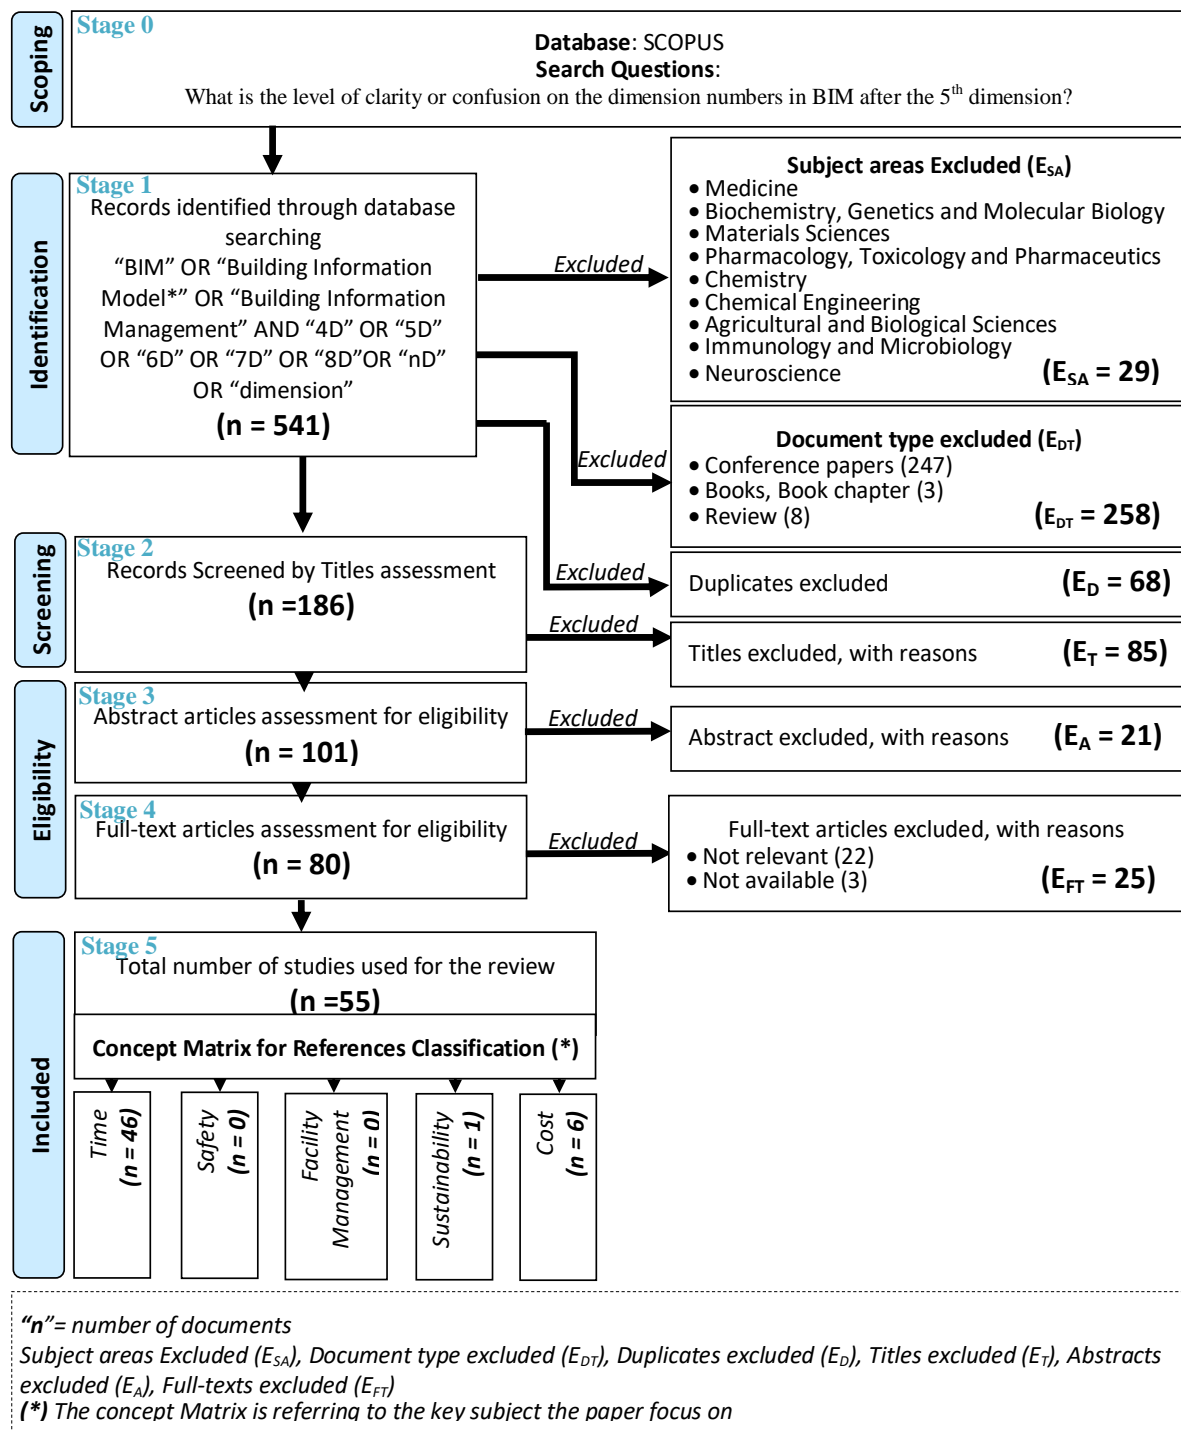 Scoping
Stage 0
Database: SCOPUS
Search Questions:
What is the level of clarity or confusion on the dimension numbers in BIM after the 5th dimension?
Identification
Stage 1
Records identified through database
searching
“BIM” OR “Building Information
Model*” OR “Building Information
Management” AND “4D” OR “5D”
OR “6D” OR “7D” OR “8D”OR “nD”
OR “dimension”
(n = 541)
Excluded
Subject areas Excluded (ESA)
• Medicine
• Biochemistry, Genetics and Molecular Biology
• Materials Sciences
• Pharmacology, Toxicology and Pharmaceutics
• Chemistry
• Chemical Engineering
• Agricultural and Biological Sciences
• Immunology and Microbiology
• Neuroscience
(ESA = 29)
Excluded
Document type excluded (EDT)
• Conference papers (247)
• Books, Book chapter (3)
• Review (8)
(EDT = 258)
Excluded
Duplicates excluded
(ED = 68)
Screening
Stage 2
Records Screened by Titles assessment
(n =186)
Excluded
Titles excluded, with reasons
(ET = 85)
Eligibility
Stage 3
Abstract articles assessment for eligibility
(n = 101)
Excluded
Abstract excluded, with reasons
(EA = 21)
Stage 4
Full-text articles assessment for eligibility
(n = 80)
Excluded
Full-text articles excluded, with reasons
• Not relevant (22)
• Not available (3)
(EFT = 25)
Included
Stage 5
Total number of studies used for the review
(n =55)
Concept Matrix for References Classification (*)
Time
(n = 46)
Safety
(n = 0)
Facility
Management
(n = 0)
Sustainability
(n = 1)
Cost
(n = 6)
“n”= number of documents
Subject areas Excluded (ESA), Document type excluded (EDT), Duplicates excluded (ED), Titles excluded (ET), Abstracts
excluded (EA), Full-texts excluded (EFT)
(*) The concept Matrix is referring to the key subject the paper focus on